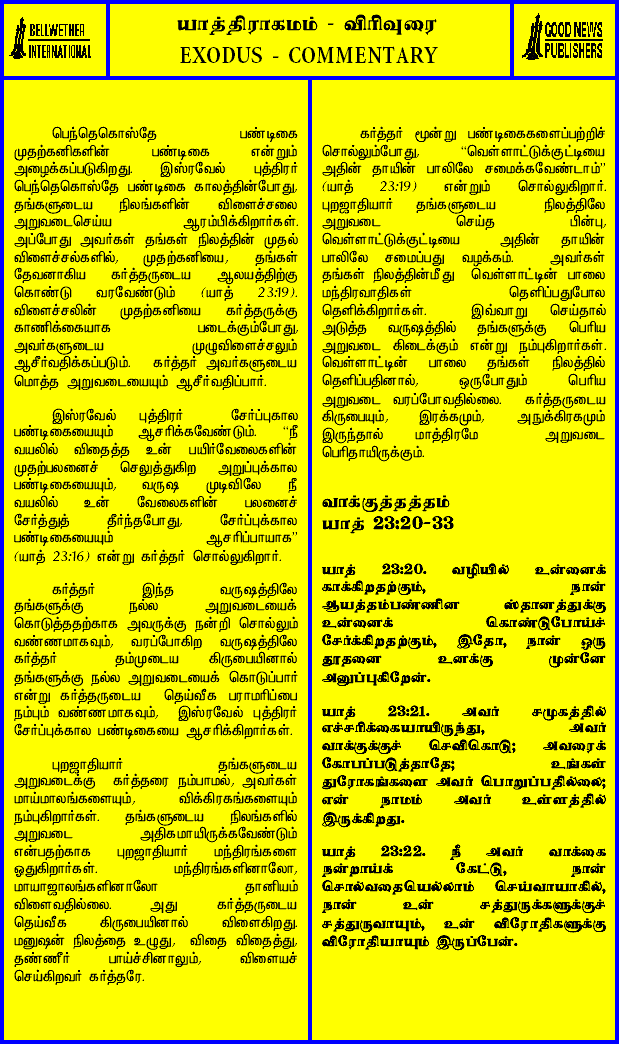 BELLWETHER
INTERNATIONAL
யாத்திராகமம் - விரிவுரை
EXODUS - COMMENTARY
GOOD NEWS
PUBLISHERS
பெந்தெகொஸ்தே பண்டிகை
முதற்கனிகளின் பண்டிகை என்றும்
அழைக்கப்படுகிறது. இஸ்ரவேல் புத்திரர்
பெந்தெகொஸ்தே பண்டிகை காலத்தின்போது,
தங்களுடைய நிலங்களின் விளைச்சலை
அறுவடைசெய்ய ஆரம்பிக்கிறார்கள்.
அப்போது அவர்கள் தங்கள் நிலத்தின் முதல்
விளைச்சல்களில், முதற்கனியை, தங்கள்
தேவனாகிய கர்த்தருடைய ஆலயத்திற்கு
கொண்டு வரவேண்டும் (யாத் 23:19).
விளைச்சலின் முதற்கனியை கர்த்தருக்கு
காணிக்கையாக படைக்கும்போது,
அவர்களுடைய முழுவிளைச்சலும்
ஆசீர்வதிக்கப்படும். கர்த்தர் அவர்களுடைய
மொத்த அறுவடையையும் ஆசீர்வதிப்பார்.
இஸ்ரவேல் புத்திரர் சேர்ப்புகால
பண்டிகையையும் ஆசரிக்கவேண்டும். “நீ
வயலில் விதைத்த உன் பயிர்வேலைகளின்
முதற்பலனைச் செலுத்துகிற அறுப்புக்கால
பண்டிகையையும், வருஷ முடிவிலே நீ
வயலில் உன் வேலைகளின் பலனைச்
சேர்த்துத் தீர்ந்தபோது, சேர்ப்புக்கால
பண்டிகையையும் ஆசரிப்பாயாக”
(யாத் 23:16) என்று கர்த்தர் சொல்லுகிறார்.
கர்த்தர் இந்த வருஷத்திலே
தங்களுக்கு நல்ல அறுவடையைக்
கொடுத்ததற்காக அவருக்கு நன்றி சொல்லும்
வண்ணமாகவும், வரப்போகிற வருஷத்திலே
கர்த்தர் தம்முடைய கிருபையினால்
தங்களுக்கு நல்ல அறுவடையைக் கொடுப்பார்
என்று கர்த்தருடைய தெய்வீக பராமரிப்பை
நம்பும் வண்ணமாகவும், இஸ்ரவேல் புத்திரர்
சேர்ப்புக்கால பண்டிகையை ஆசரிக்கிறார்கள்.
புறஜாதியார் தங்களுடைய
அறுவடைக்கு கர்த்தரை நம்பாமல், அவர்கள்
மாய்மாலங்களையும், விக்கிரகங்களையும்
நம்புகிறார்கள். தங்களுடைய நிலங்களில்
அறுவடை அதிகமாயிருக்கவேண்டும்
என்பதற்காக புறஜாதியார் மந்திரங்களை
ஒதுகிறார்கள். மந்திரங்களினாலோ,
மாயாஜாலங்களினாலோ தானியம்
விளைவதில்லை. அது கர்த்தருடைய
தெய்வீக கிருபையினால் விளைகிறது.
மனுஷன் நிலத்தை உழுது, விதை விதைத்து,
தண்ணீர் பாய்ச்சினாலும், விளையச்
செய்கிறவர் கர்த்தரே.
கர்த்தர் மூன்று பண்டிகைகளைப்பற்றிச்
சொல்லும்போது, “வெள்ளாட்டுக்குட்டியை
அதின் தாயின் பாலிலே சமைக்கவேண்டாம்”
(யாத் 23:19) என்றும் சொல்லுகிறார்.
புறஜாதியார் தங்களுடைய நிலத்திலே
அறுவடை செய்த பின்பு,
வெள்ளாட்டுக்குட்டியை அதின் தாயின்
பாலிலே சமைப்பது வழக்கம். அவர்கள்
தங்கள் நிலத்தின்மீது வெள்ளாட்டின் பாலை
மந்திரவாதிகள் தெளிப்பதுபோல
தெளிக்கிறார்கள். இவ்வாறு செய்தால்
அடுத்த வருஷத்தில் தங்களுக்கு பெரிய
அறுவடை கிடைக்கும் என்று நம்புகிறார்கள்.
வெள்ளாட்டின் பாலை தங்கள் நிலத்தில்
தெளிப்பதினால், ஒருபோதும் பெரிய
அறுவடை வரப்போவதில்லை. கர்த்தருடைய
கிருபையும், இரக்கமும், அநுக்கிரகமும்
இருந்தால் மாத்திரமே அறுவடை
பெரிதாயிருக்கும்.
வாக்குத்தத்தம்
யாத் 23:20-33
யாத் 23:20. வழியில் உன்னைக்
காக்கிறதற்கும், நான்
ஆயத்தம்பண்ணின ஸ்தானத்துக்கு
உன்னைக் கொண்டுபோய்ச்
சேர்க்கிறதற்கும், இதோ, நான் ஒரு
தூதனை உனக்கு முன்னே
அனுப்புகிறேன்.
யாத் 23:21. அவர் சமுகத்தில்
எச்சரிக்கையாயிருந்து, அவர்
வாக்குக்குச் செவிகொடு; அவரைக்
கோபப்படுத்தாதே; உங்கள்
துரோகங்களை அவர் பொறுப்பதில்லை;
என் நாமம் அவர் உள்ளத்தில்
இருக்கிறது.
யாத் 23:22. நீ அவர் வாக்கை
நன்றாய்க் கேட்டு, நான்
சொல்வதையெல்லாம் செய்வாயாகில்,
நான் உன் சத்துருக்களுக்குச்
சத்துருவாயும், உன் விரோதிகளுக்கு
விரோதியாயும் இருப்பேன்.